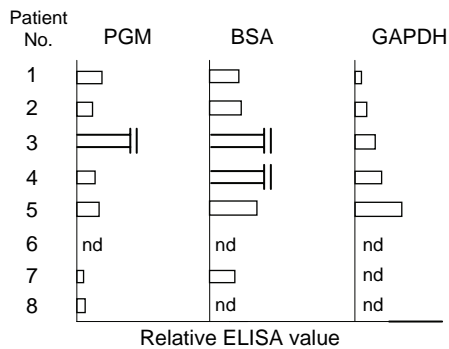 Patient
No.
PGM BSA GAPDH
1
2
3
4
5
6 nd nd nd
7 nd
8 nd nd
Relative ELISA value